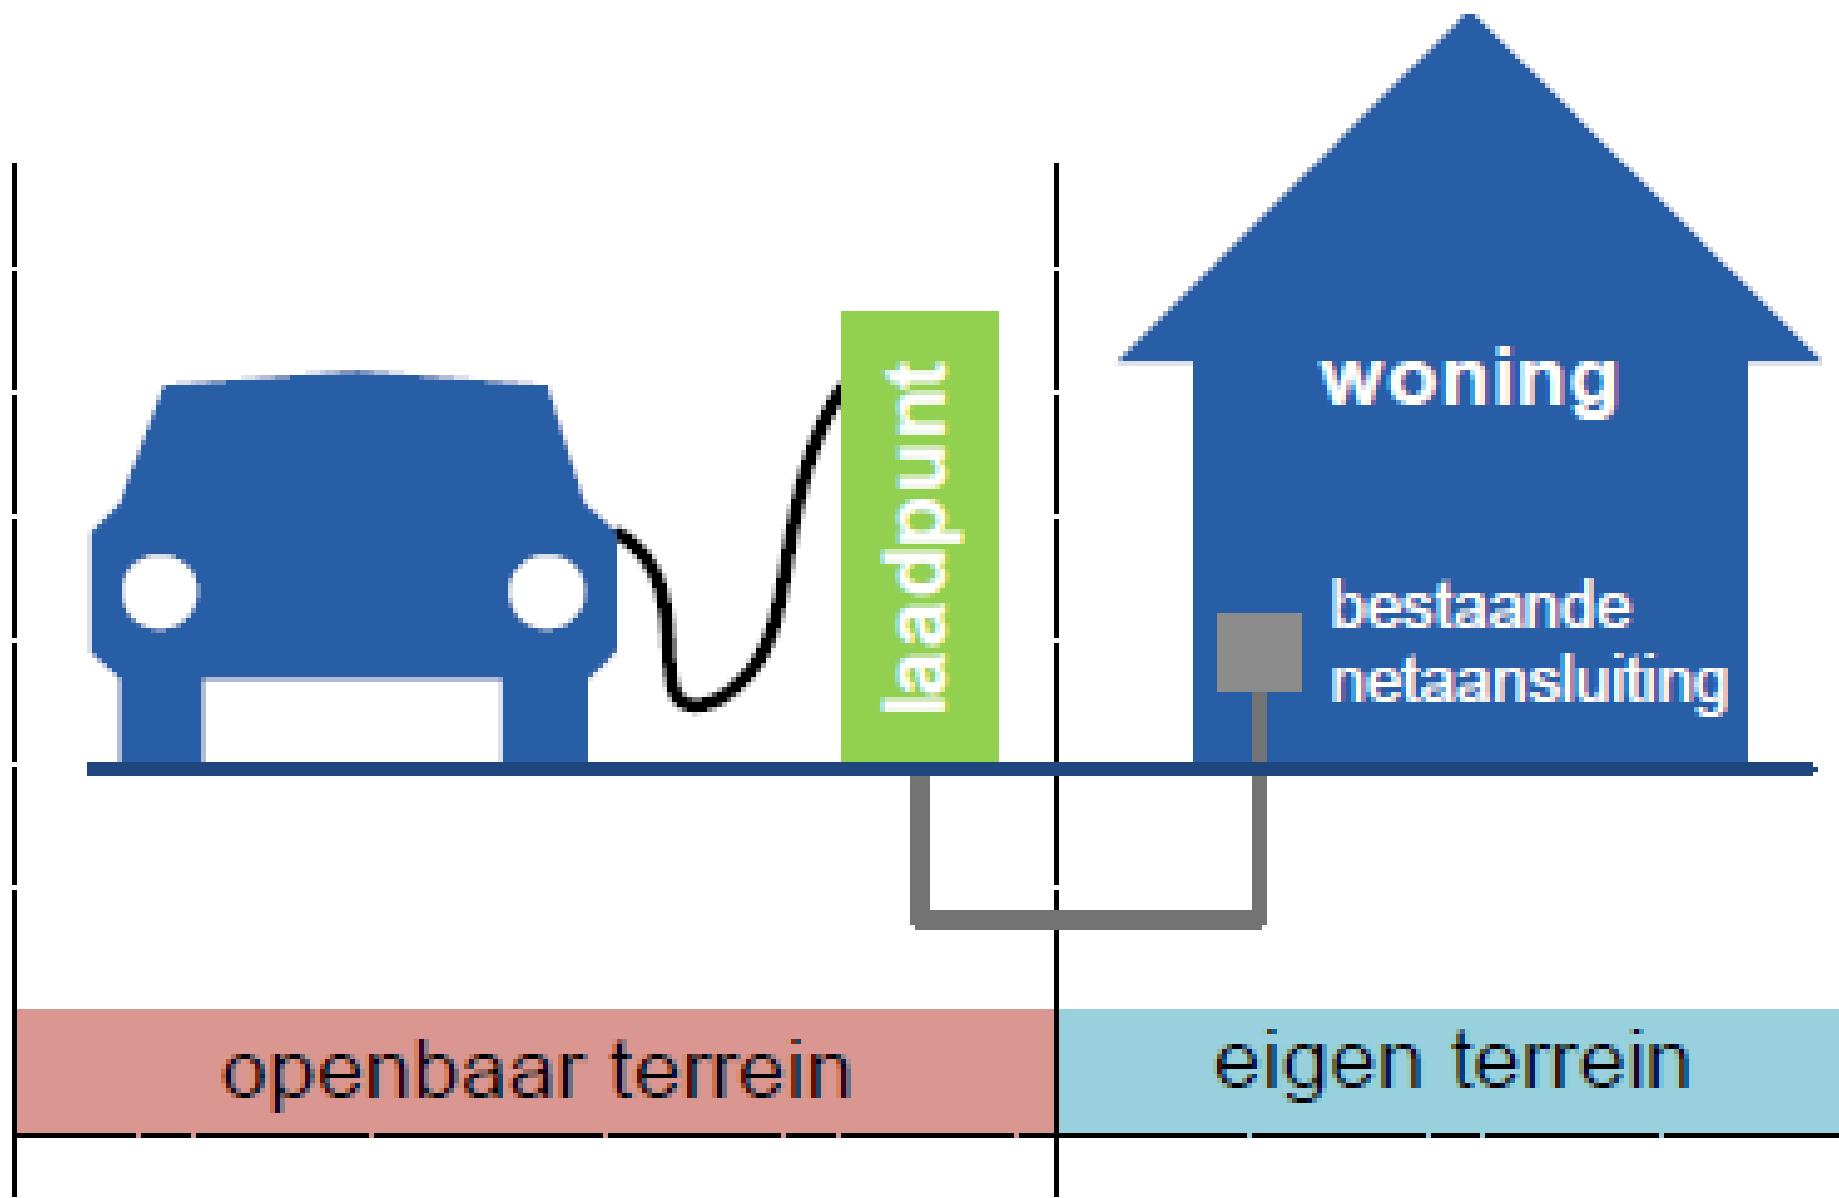 laadpunt
woning
bestaande
netaansluiting
openbaar terrein
eigen terrein